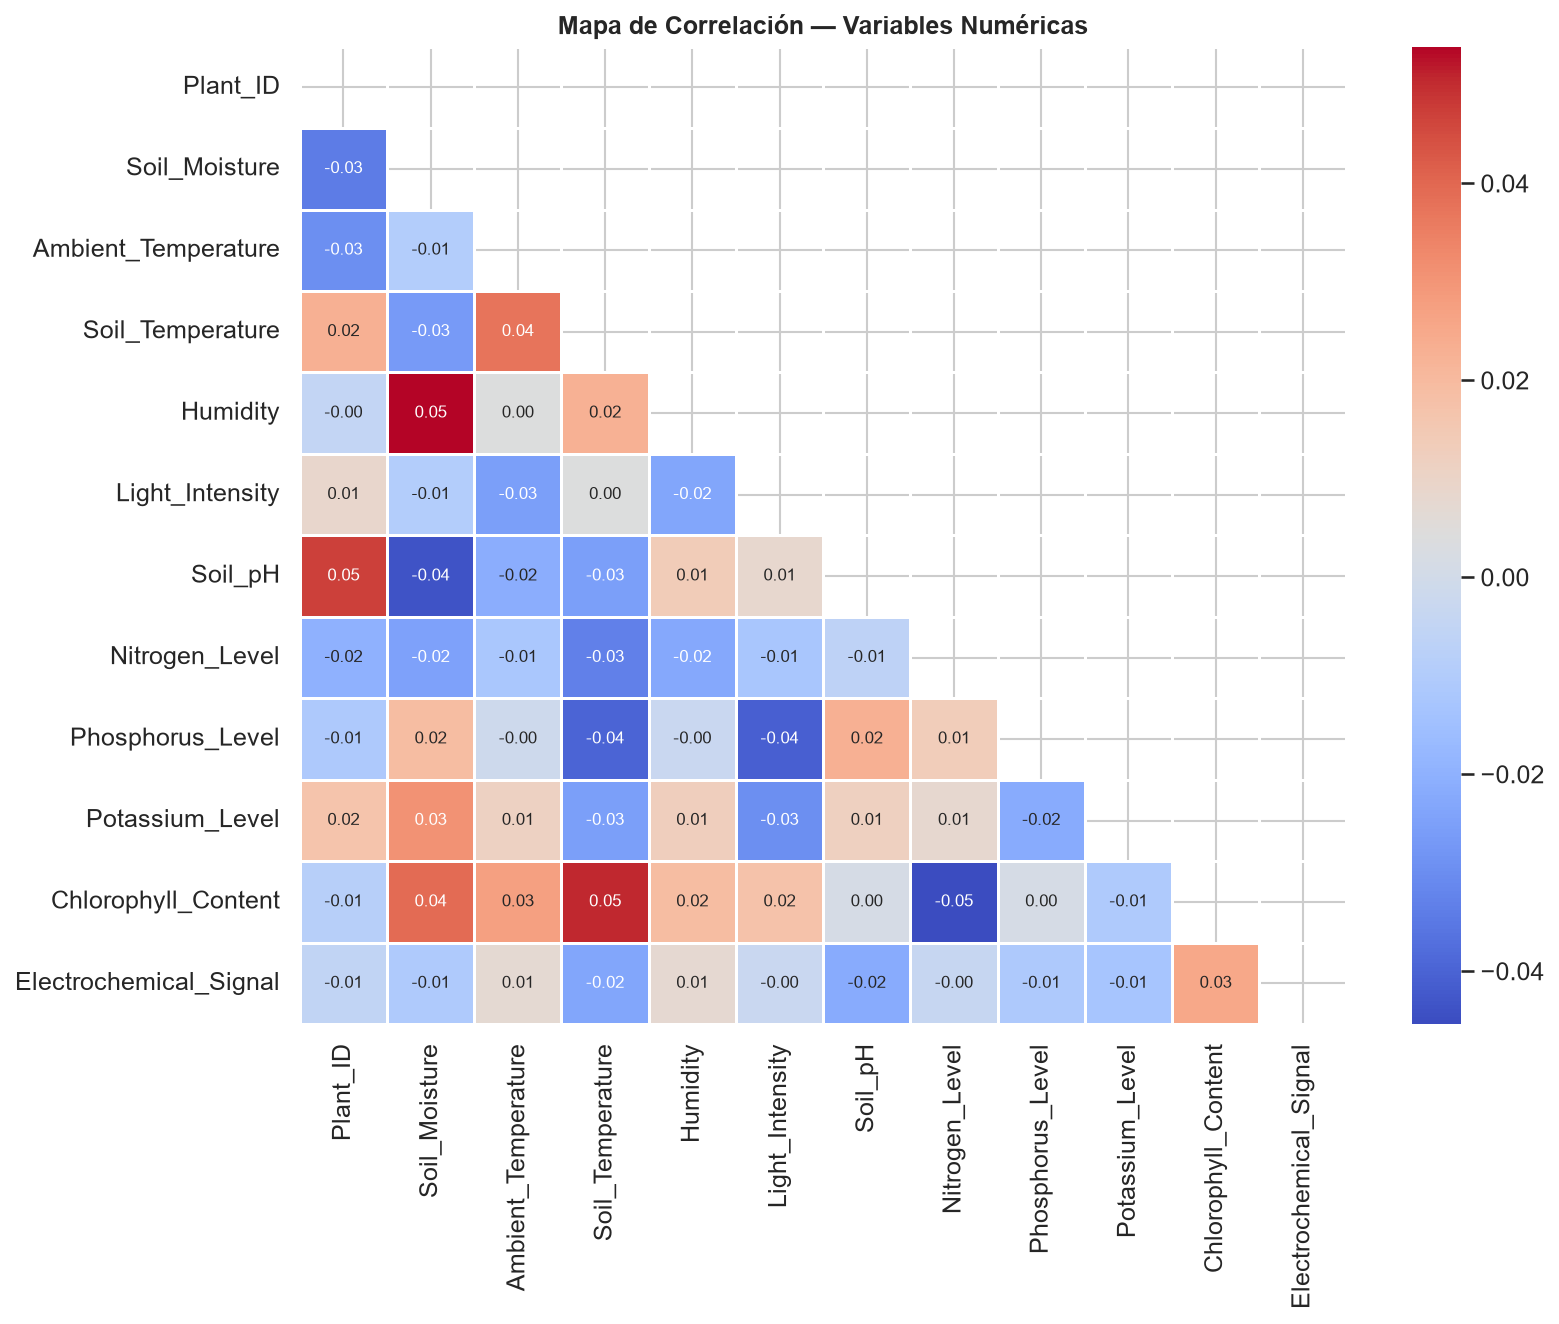 Mapa de Correlación — Variables Numéricas
Plant_ID
Soil_Moisture -0.03
Ambient_Temperature -0.03 -0.01
Soil_Temperature 0.02 -0.03 0.04
Humidity -0.00 0.05 0.00 0.02
Light_Intensity 0.01 -0.01 -0.03 0.00 -0.02
Soil_pH 0.05 -0.04 -0.02 -0.03 0.01 0.01
Nitrogen_Level -0.02 -0.02 -0.01 -0.03 -0.02 -0.01 -0.01
Phosphorus_Level -0.01 0.02 -0.00 -0.04 -0.00 -0.04 0.02 0.01
Potassium_Level 0.02 0.03 0.01 -0.03 0.01 -0.03 0.01 0.01 -0.02
Chlorophyll_Content -0.01 0.04 0.03 0.05 0.02 0.02 0.00 -0.05 0.00 -0.01
Electrochemical_Signal -0.01 -0.01 0.01 -0.02 0.01 -0.00 -0.02 -0.00 -0.01 -0.01 0.03
Plant_ID
Soil_Moisture
Ambient_Temperature
Soil_Temperature
Humidity
Light_Intensity
Soil_pH
Nitrogen_Level
Phosphorus_Level
Potassium_Level
Chlorophyll_Content
Electrochemical_Signal
0.04
0.02
0.00
−0.02
−0.04